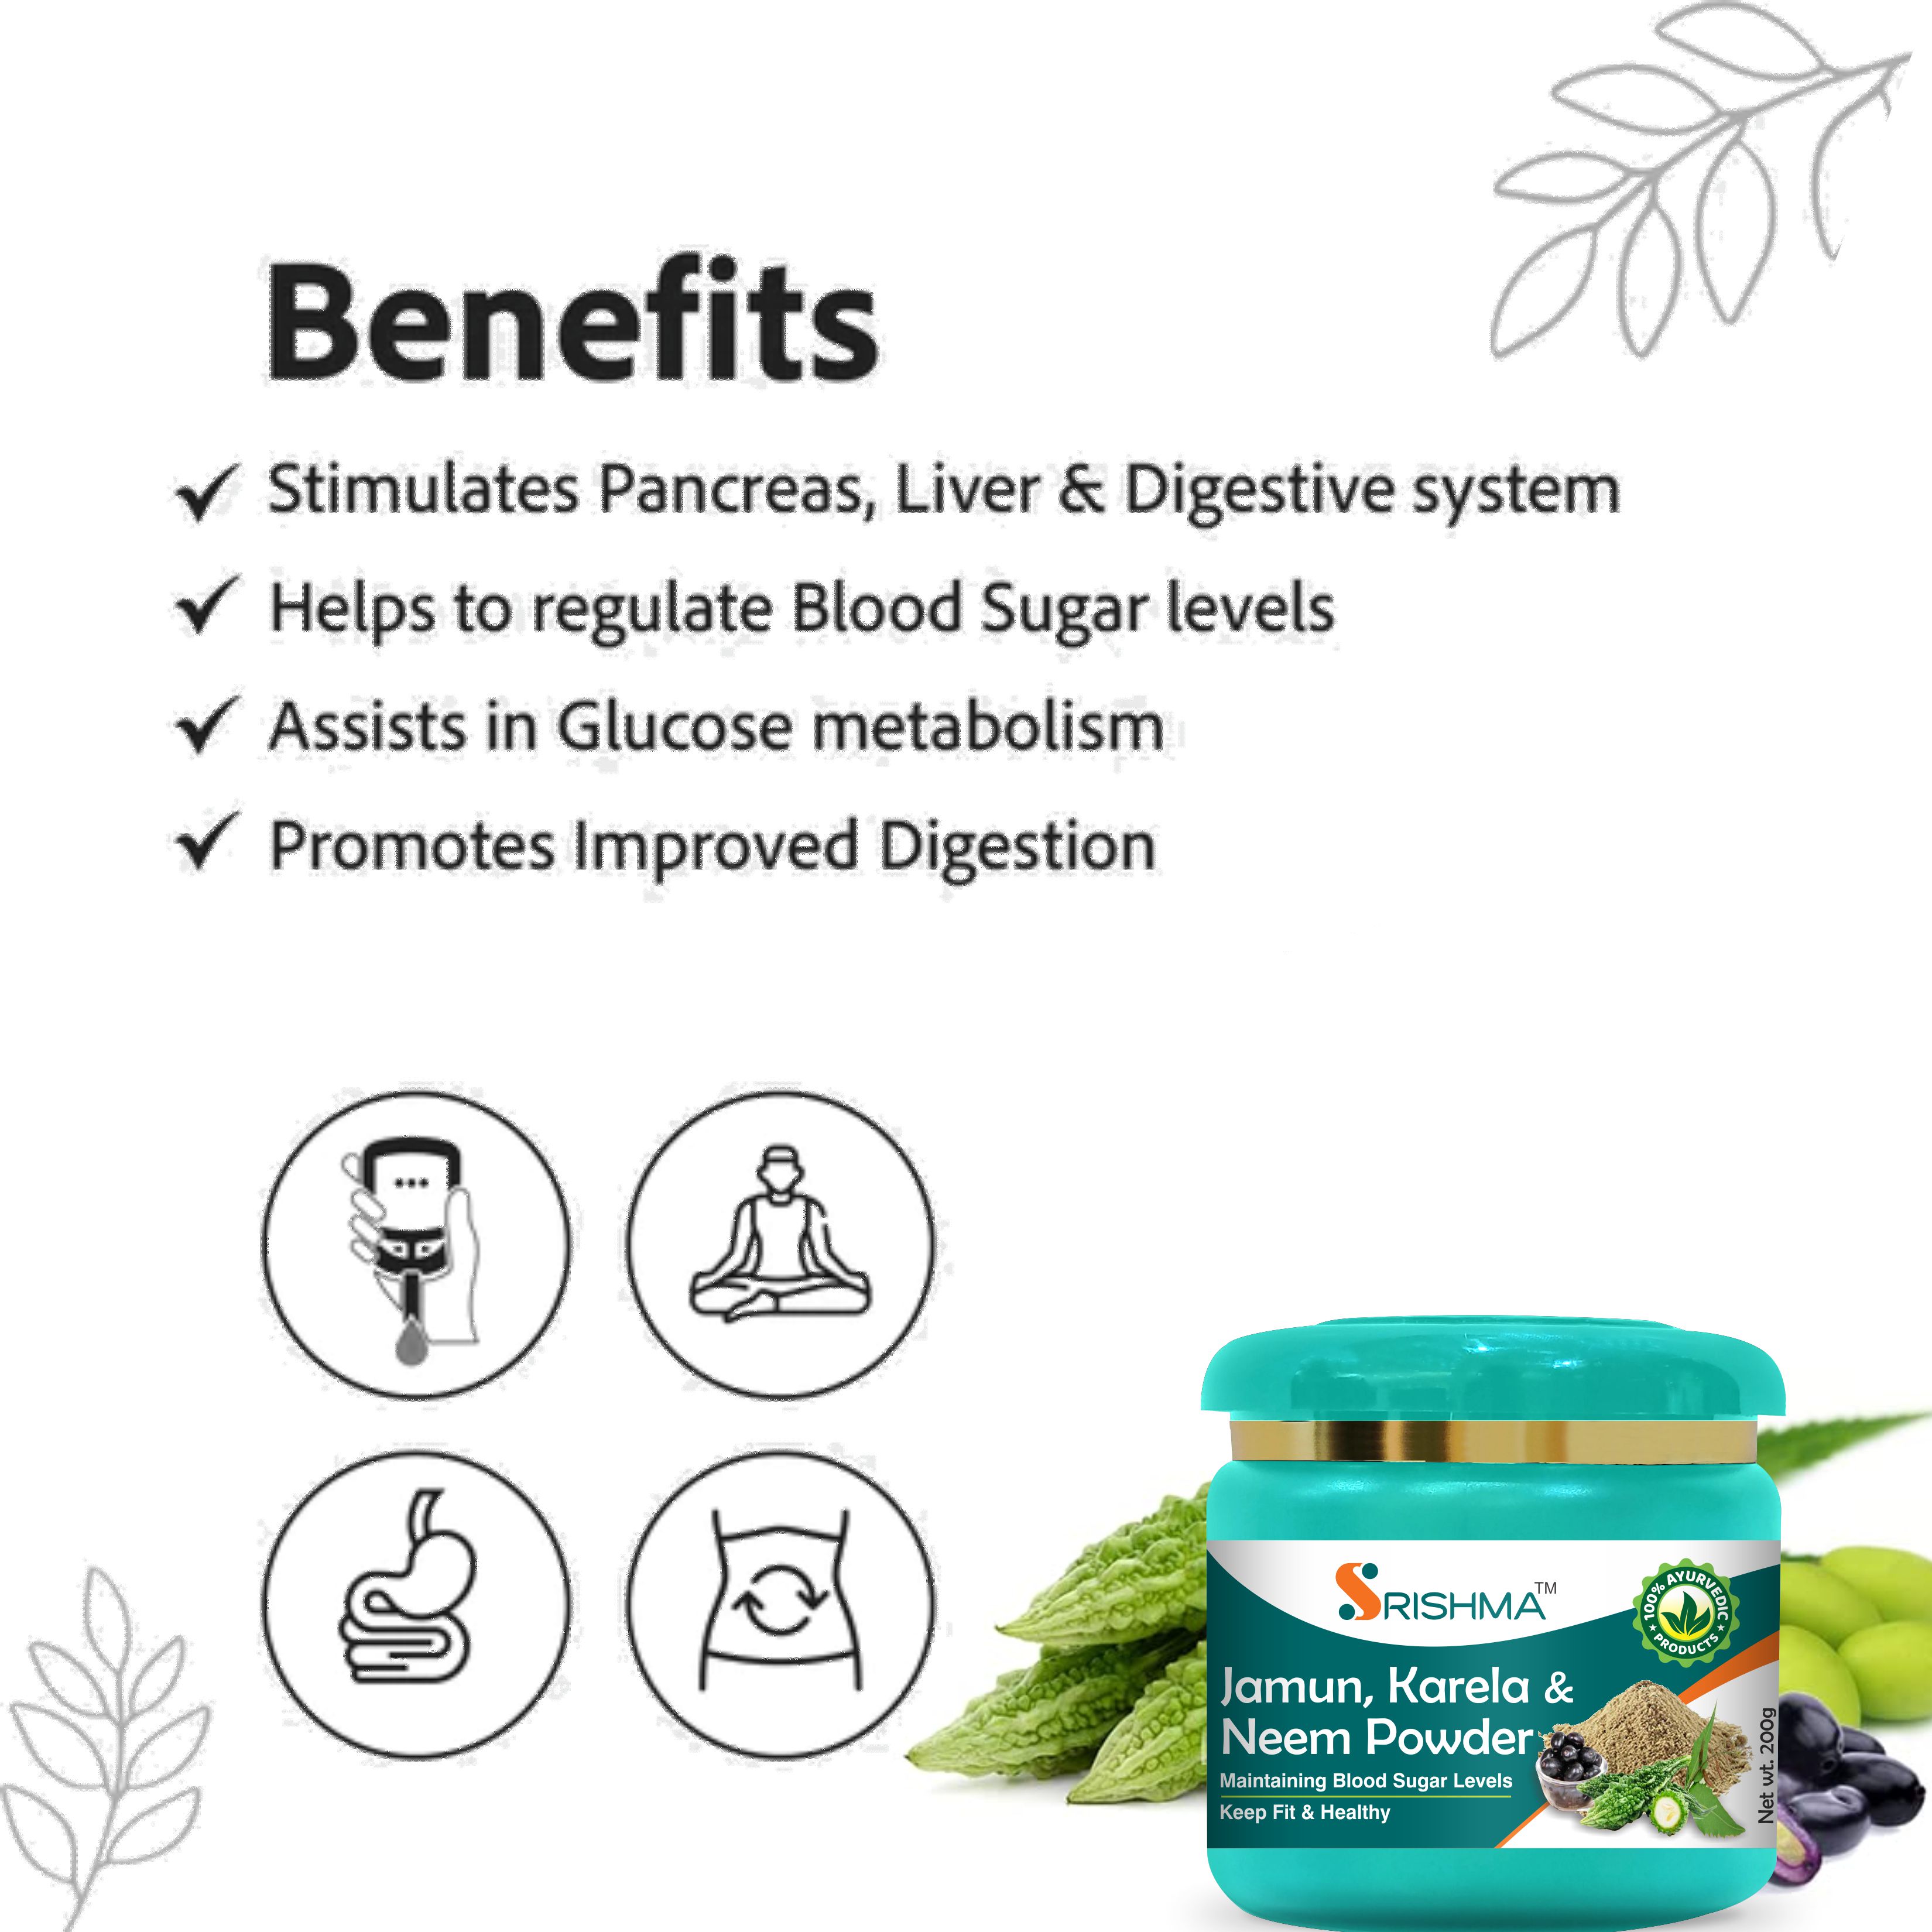 Benefits
✓ Stimulates Pancreas, Liver & Digestive system
✓ Helps to regulate Blood Sugar levels
✓ Assists in Glucose metabolism
✓ Promotes Improved Digestion
SRISHMA™
100% AYURVEDIC
PRODUCTS
Jamun, Karela &
Neem Powder
Maintaining Blood Sugar Levels
Keep Fit & Healthy
Net wt. 200g